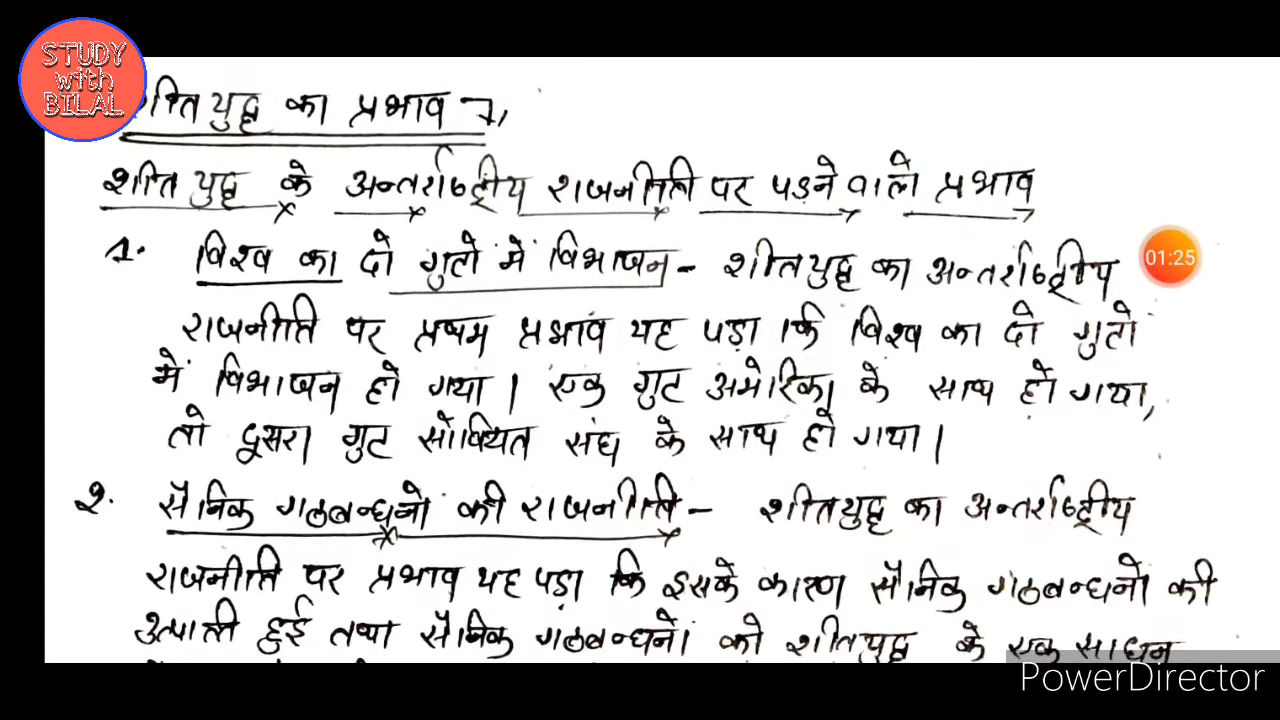 STUDY
with
BILAL
शीतयुद्ध का प्रभाव -
शीतयुद्ध के अन्तर्राष्ट्रीय राजनीति पर पड़ने वाले प्रभाव
01:25
1. विश्व का दो गुटों में विभाजन - शीतयुद्ध का अन्तर्राष्ट्रीय
राजनीति पर प्रथम प्रभाव यह पड़ा कि विश्व का दो गुटों
में विभाजन हो गया। एक गुट अमेरिका के साथ हो गया,
तो दूसरा गुट सोवियत संघ के साथ हो गया।
2. सैनिक गठबन्धनों की राजनीति - शीतयुद्ध का अन्तर्राष्ट्रीय
राजनीति पर प्रभाव यह पड़ा कि इसके कारण सैनिक गठबन्धनों की
उत्पत्ती हुई तथा सैनिक गठबन्धनों को शीतयुद्ध के एक साधन
PowerDirector